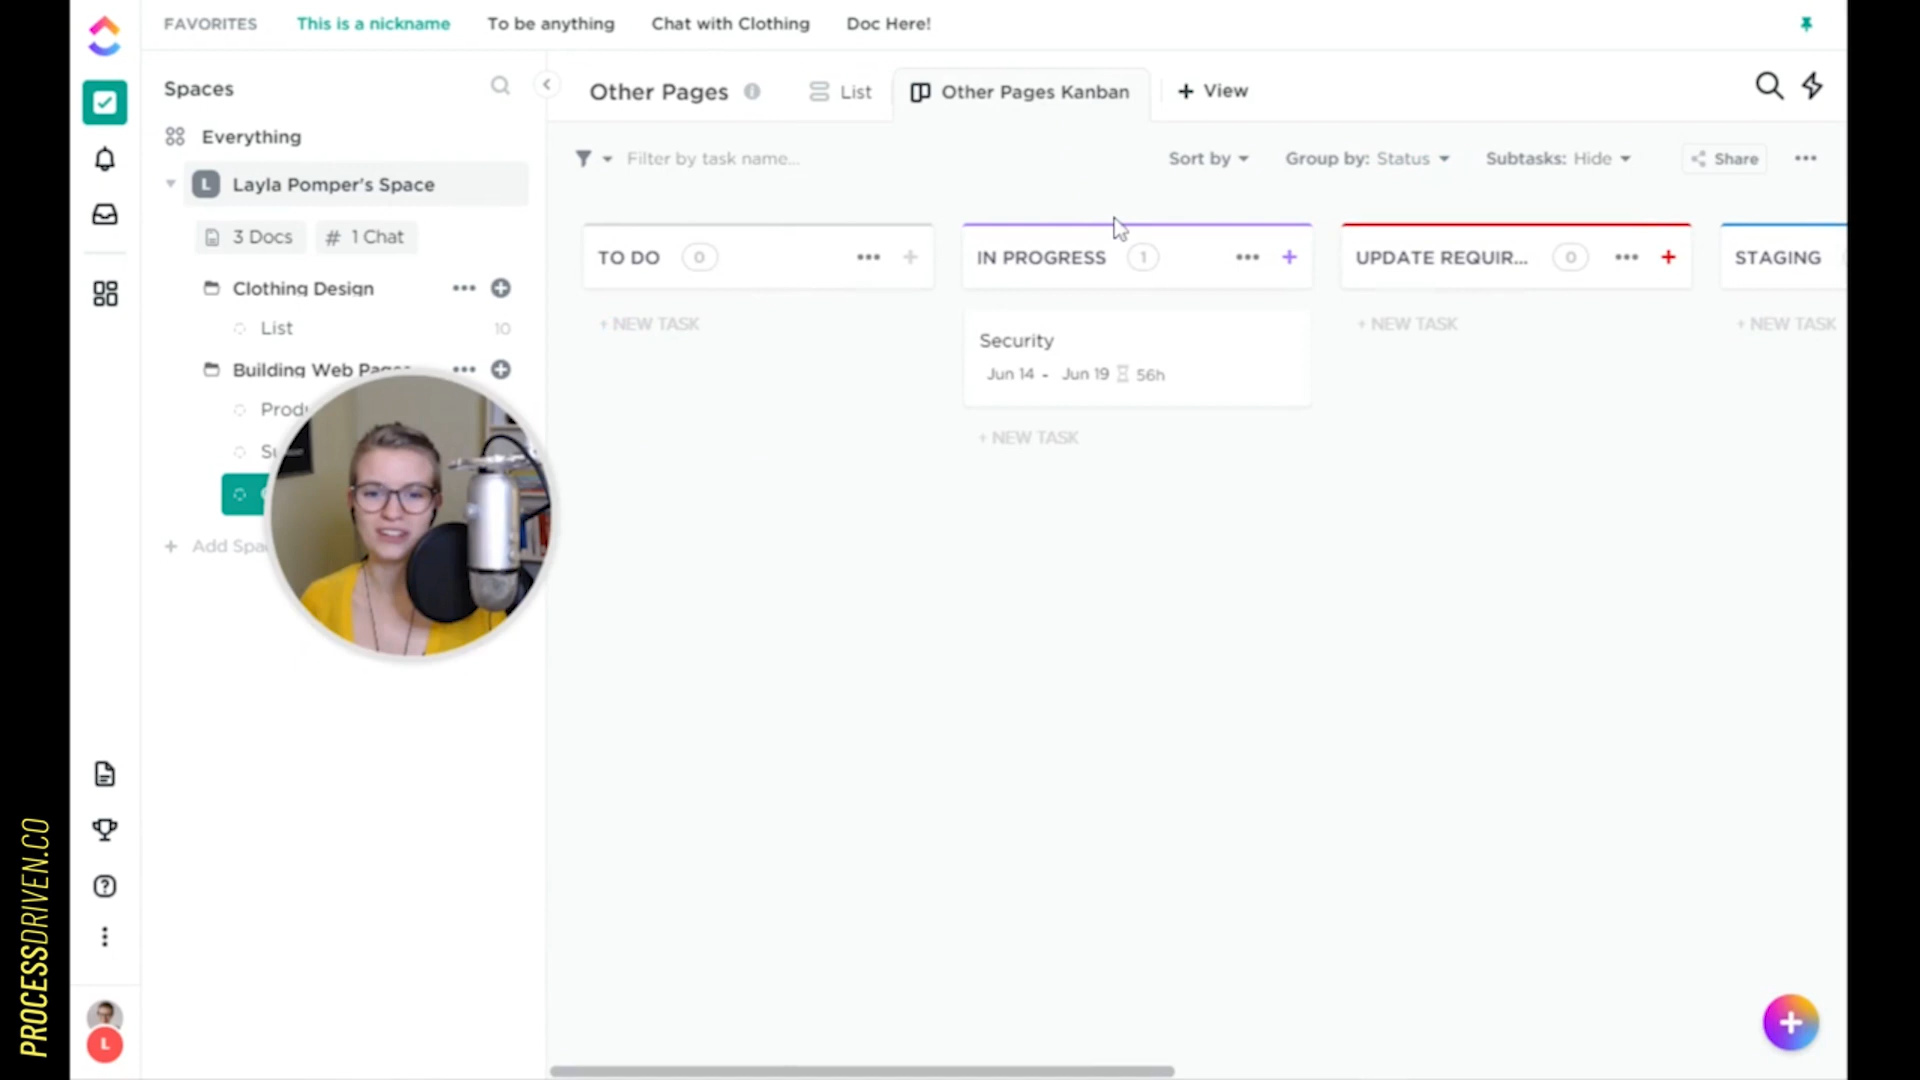 FAVORITES This is a nickname To be anything Chat with Clothing Doc Here!
Spaces
Everything
L Layla Pomper's Space
3 Docs # 1 Chat
Clothing Design
List 10
Building Web Pages
Add
Other Pages List Other Pages Kanban + View
Filter by task name... Sort by Group by: Status Subtasks: Hide Share
TO DO 0
+ NEW TASK
IN PROGRESS 1
Security
Jun 14 - Jun 19 56h
+ NEW TASK
UPDATE REQUIR... 0
+ NEW TASK
STAGING
+ NEW TASK
L
PROCESSDRIVEN.CO